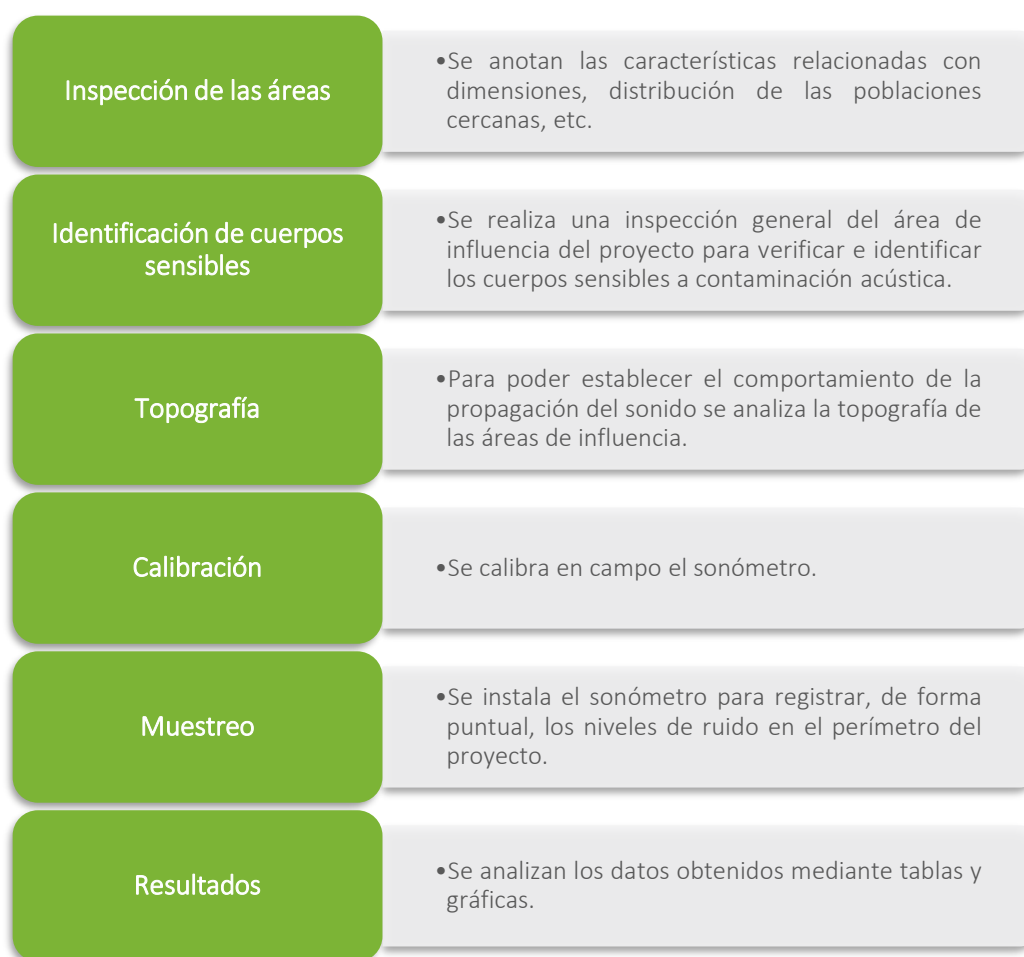 Inspección de las áreas
•Se anotan las características relacionadas con
dimensiones, distribución de las poblaciones
cercanas, etc.
Identificación de cuerpos
sensibles
•Se realiza una inspección general del área de
influencia del proyecto para verificar e identificar
los cuerpos sensibles a contaminación acústica.
Topografía
•Para poder establecer el comportamiento de la
propagación del sonido se analiza la topografía de
las áreas de influencia.
Calibración
•Se calibra en campo el sonómetro.
Muestreo
•Se instala el sonómetro para registrar, de forma
puntual, los niveles de ruido en el perímetro del
proyecto.
Resultados
•Se analizan los datos obtenidos mediante tablas y
gráficas.